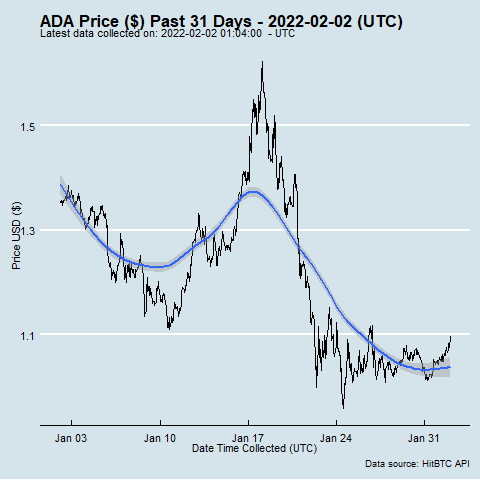 ADA Price ($) Past 31 Days - 2022-02-02 (UTC)
Latest data collected on: 2022-02-02 01:04:00 - UTC
1.5
1.3
1.1
Price USD ($)
Jan 03 Jan 10 Jan 17 Jan 24 Jan 31
Date Time Collected (UTC)
Data source: HitBTC API